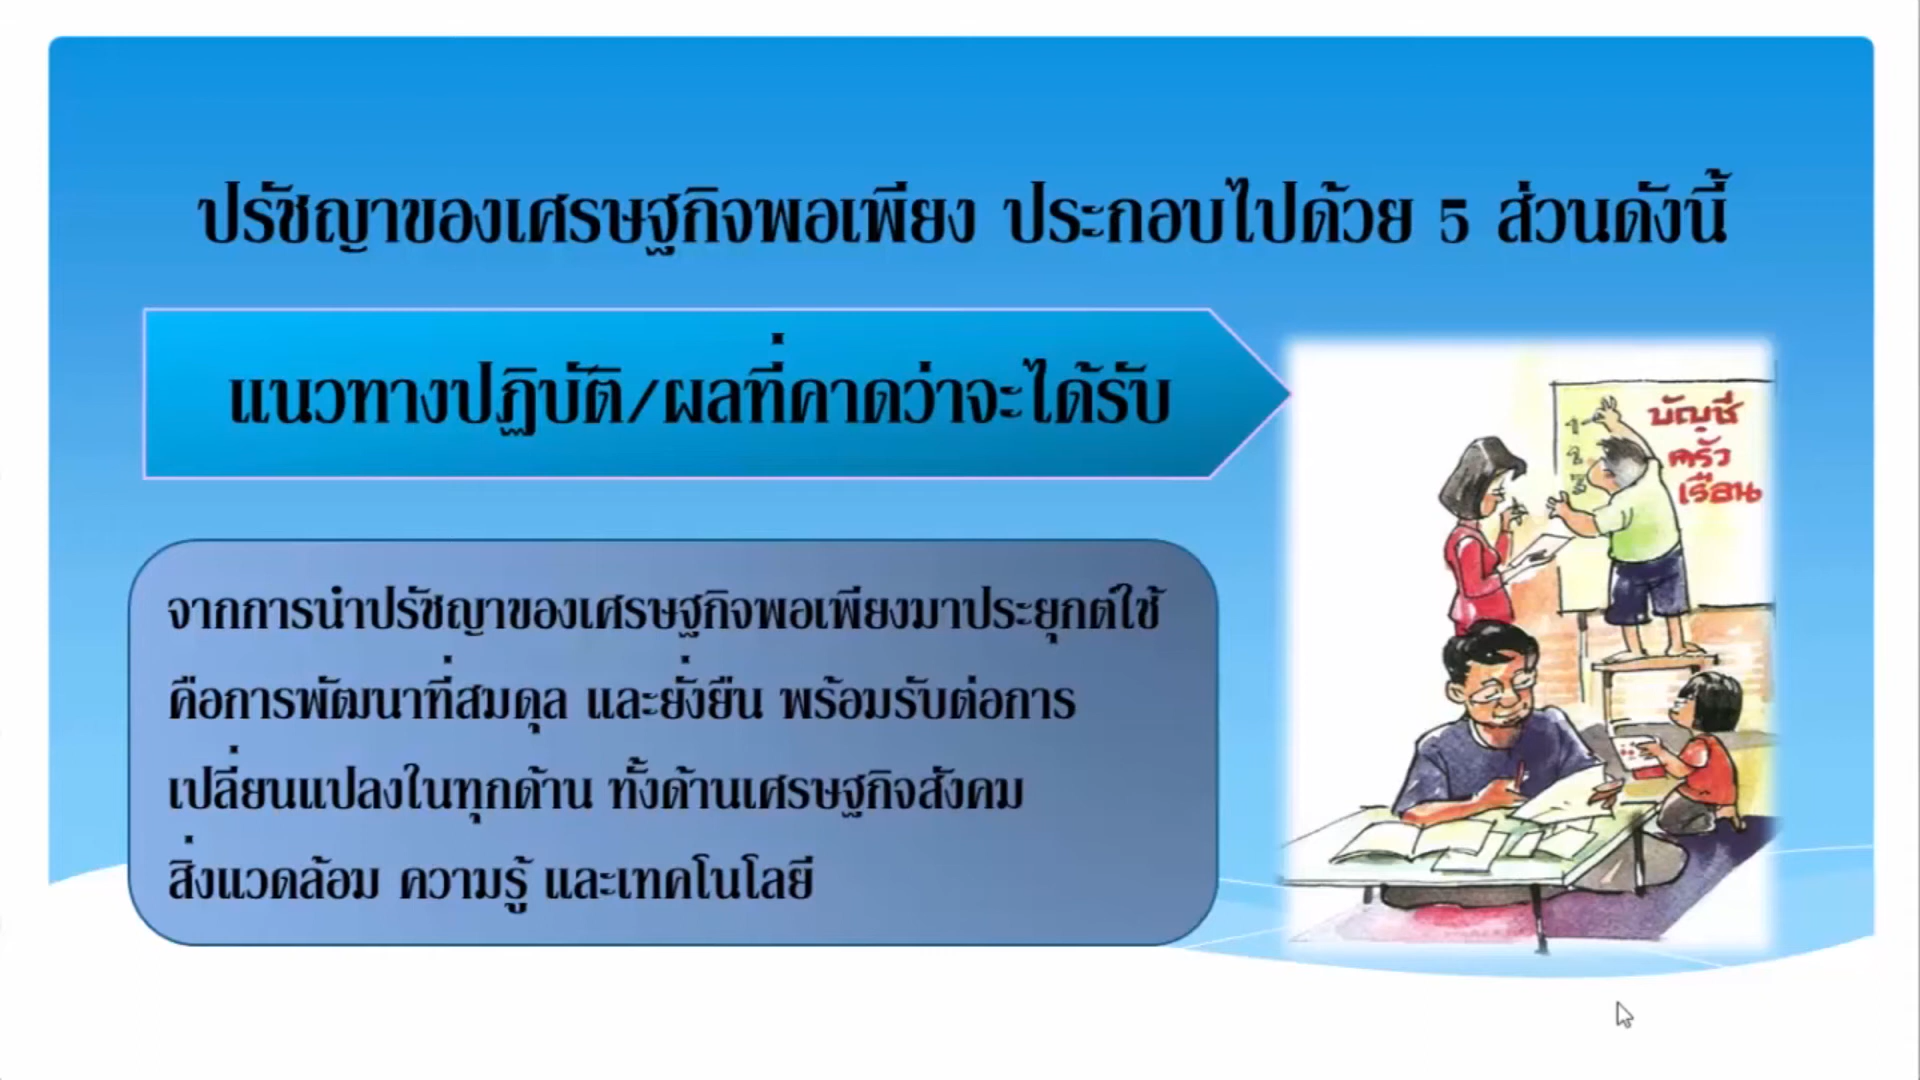 ปรัชญาของเศรษฐกิจพอเพียง ประกอบไปด้วย 5 ส่วนดังนี้
แนวทางปฏิบัติ/ผลที่คาดว่าจะได้รับ
จากการนำปรัชญาของเศรษฐกิจพอเพียงมาประยุกต์ใช้
คือการพัฒนาที่สมดุล และยั่งยืน พร้อมรับต่อการ
เปลี่ยนแปลงในทุกด้าน ทั้งด้านเศรษฐกิจสังคม
สิ่งแวดล้อม ความรู้ และเทคโนโลยี
บัญชี
ครัว
เรือน